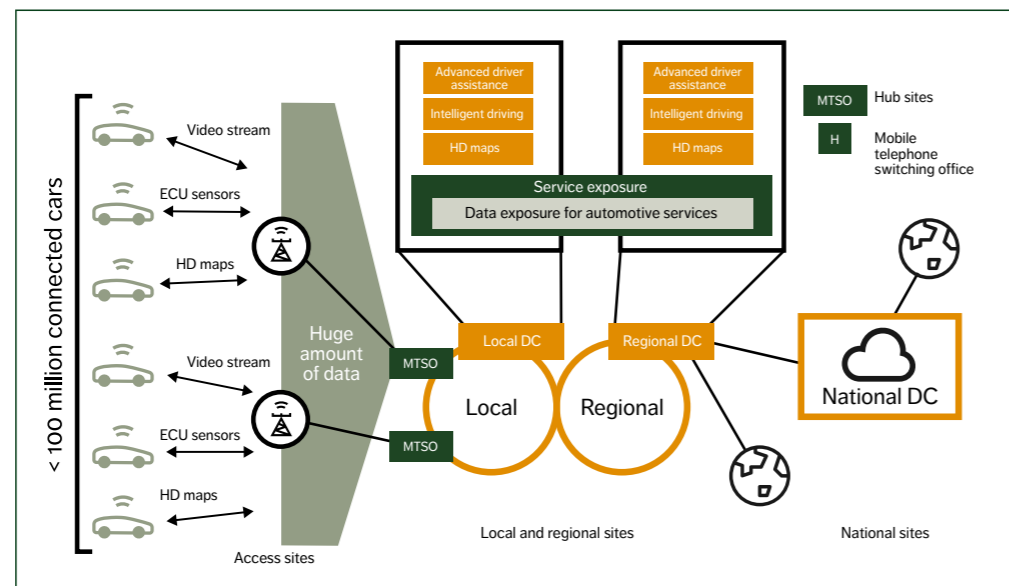 < 100 million connected cars
Video stream
ECU sensors
HD maps
Video stream
ECU sensors
HD maps
Access sites
Huge
amount
of data
MTSO
MTSO
Advanced driver
assistance
Intelligent driving
HD maps
Advanced driver
assistance
Intelligent driving
HD maps
Service exposure
Data exposure for automotive services
Local DC
Regional DC
Local
Regional
Local and regional sites
MTSO
Hub sites
H
Mobile
telephone
switching office
National DC
National sites